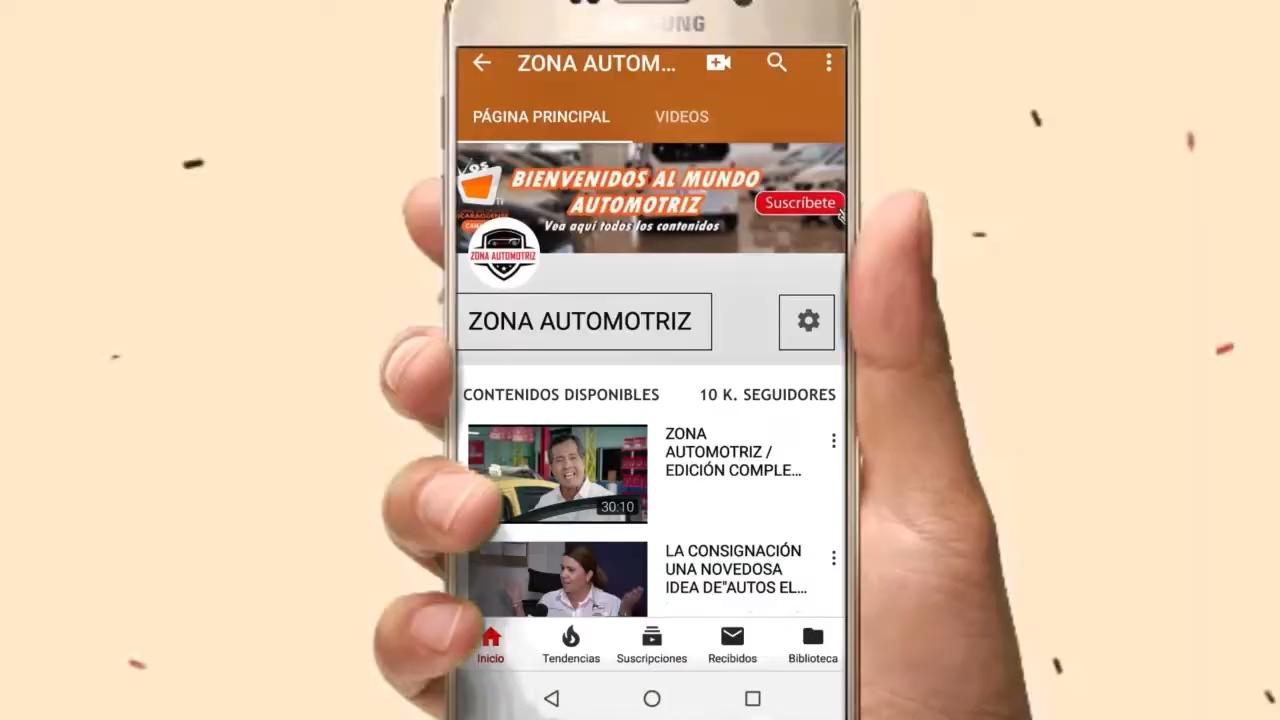 ZONA AUTOM...
PÁGINA PRINCIPAL
VIDEOS
BIENVENIDOS AL MUNDO
AUTOMOTRIZ
Vea aquí todos los contenidos
Suscríbete
OS
TV
ZONA AUTOMOTRIZ
ZONA AUTOMOTRIZ
CONTENIDOS DISPONIBLES
10 K. SEGUIDORES
ZONA
AUTOMOTRIZ /
EDICIÓN COMPLE...
30:10
LA CONSIGNACIÓN
UNA NOVEDOSA
IDEA DE"AUTOS EL...
Inicio
Tendencias
Suscripciones
Recibidos
Biblioteca